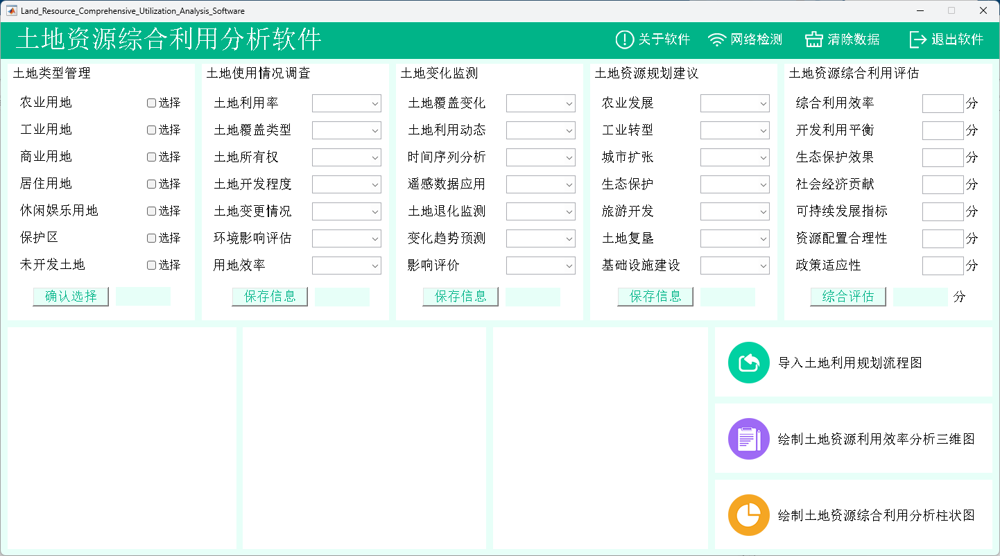 Land_Resource_Comprehensive_Utilization_Analysis_Software
土地资源综合利用分析软件
关于软件
网络检测
清除数据
退出软件
土地类型管理
农业用地 选择
工业用地 选择
商业用地 选择
居住用地 选择
休闲娱乐用地 选择
保护区 选择
未开发土地 选择
确认选择
土地使用情况调查
土地利用率
土地覆盖类型
土地所有权
土地开发程度
土地变更情况
环境影响评估
用地效率
保存信息
土地变化监测
土地覆盖变化
土地利用动态
时间序列分析
遥感数据应用
土地退化监测
变化趋势预测
影响评价
保存信息
土地资源规划建议
农业发展
工业转型
城市扩张
生态保护
旅游开发
土地复垦
基础设施建设
保存信息
土地资源综合利用评估
综合利用效率 分
开发利用平衡 分
生态保护效果 分
社会经济贡献 分
可持续发展指标 分
资源配置合理性 分
政策适应性 分
综合评估 分
导入土地利用规划流程图
绘制土地资源利用效率分析三维图
绘制土地资源综合利用分析柱状图